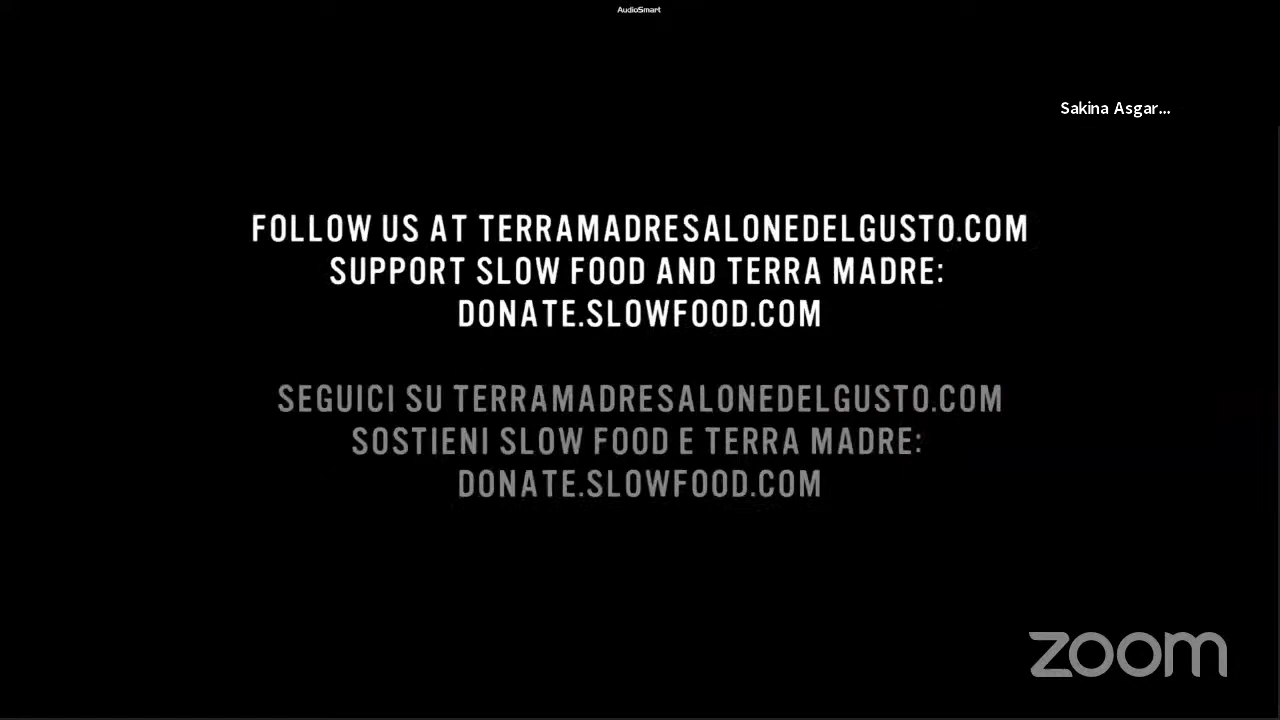 AudioSmart
Sakina Asgar...
FOLLOW US AT TERRAMADRESALONEDELGUSTO.COM
SUPPORT SLOW FOOD AND TERRA MADRE:
DONATE.SLOWFOOD.COM
SEGUICI SU TERRAMADRESALONEDELGUSTO.COM
SOSTIENI SLOW FOOD E TERRA MADRE:
DONATE.SLOWFOOD.COM
zoom